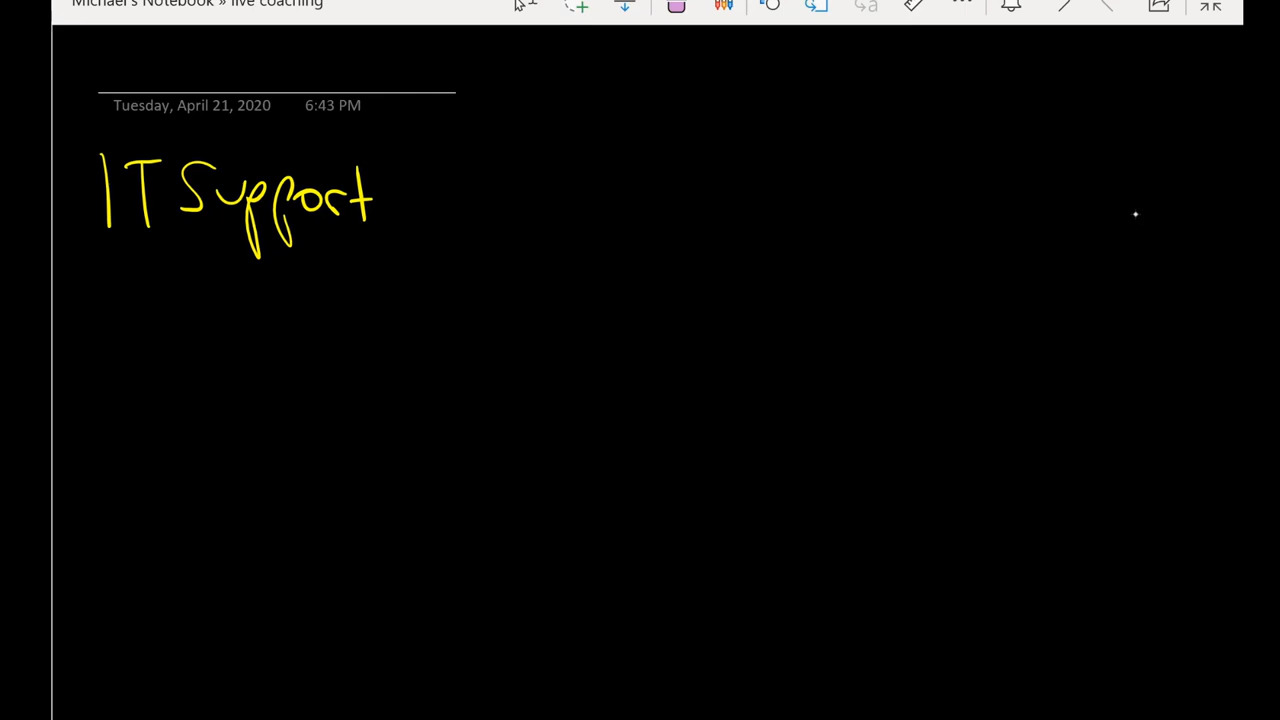 Michael's Notebook » live coaching
Tuesday, April 21, 2020 6:43 PM
IT Support